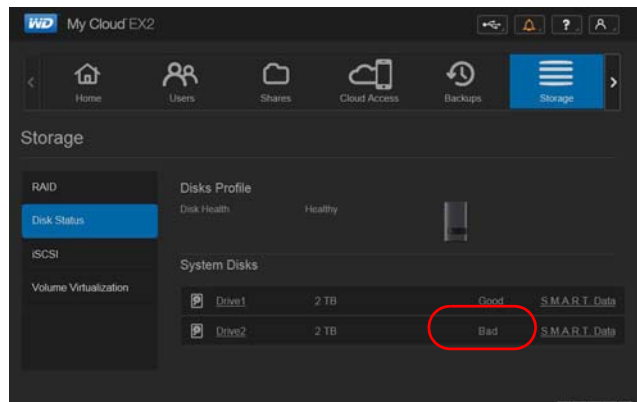 WD My Cloud EX2
?
Home Users Shares Cloud Access Backups Storage
Storage
RAID
Disk Status
iSCSI
Volume Virtualization
Disks Profile
Disk Health Healthy
System Disks
Drive1 2 TB Good S.M.A.R.T. Data
Drive2 2 TB Bad S.M.A.R.T. Data